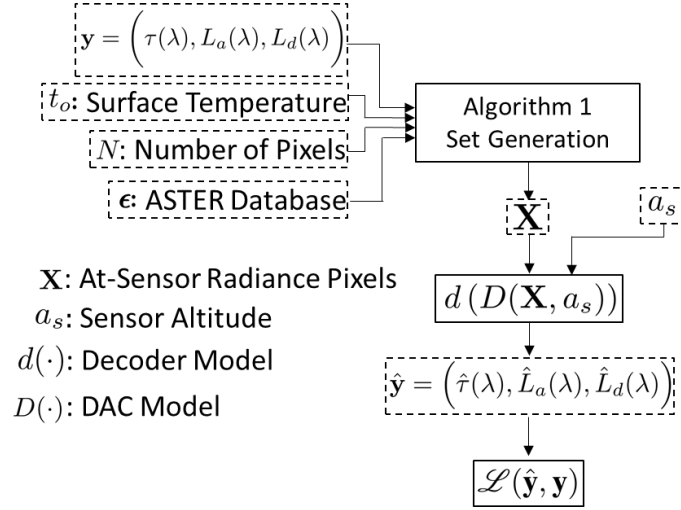 y = (τ(λ), L_a(λ), L_d(λ))
t_o: Surface Temperature
N: Number of Pixels
ϵ: ASTER Database
Algorithm 1
Set Generation
X
a_s
d (D(X, a_s))
ŷ = (τ̂(λ), L̂_a(λ), L̂_d(λ))
ℒ(ŷ, y)
X: At-Sensor Radiance Pixels
a_s: Sensor Altitude
d(·): Decoder Model
D(·): DAC Model